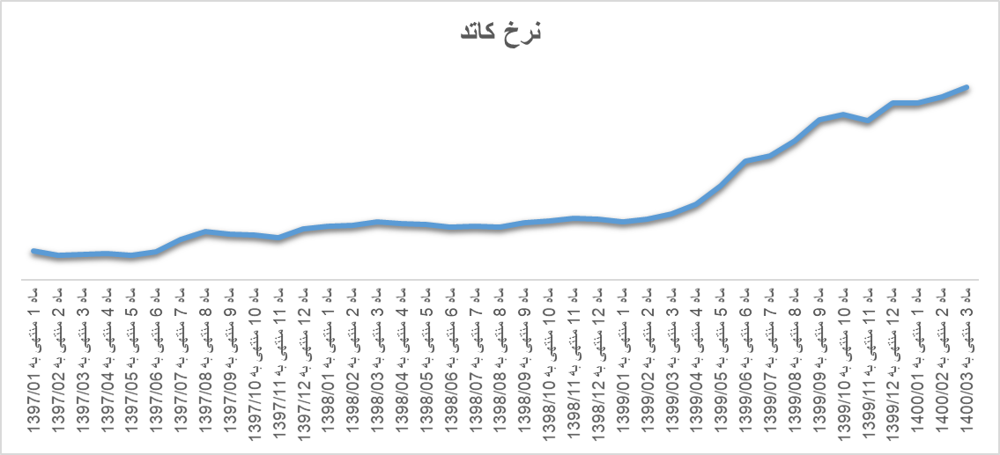 نرخ کاتد
ماه 1 منتهی به 1397/01
ماه 2 منتهی به 1397/02
ماه 3 منتهی به 1397/03
ماه 4 منتهی به 1397/04
ماه 5 منتهی به 1397/05
ماه 6 منتهی به 1397/06
ماه 7 منتهی به 1397/07
ماه 8 منتهی به 1397/08
ماه 9 منتهی به 1397/09
ماه 10 منتهی به 1397/10
ماه 11 منتهی به 1397/11
ماه 12 منتهی به 1397/12
ماه 1 منتهی به 1398/01
ماه 2 منتهی به 1398/02
ماه 3 منتهی به 1398/03
ماه 4 منتهی به 1398/04
ماه 5 منتهی به 1398/05
ماه 6 منتهی به 1398/06
ماه 7 منتهی به 1398/07
ماه 8 منتهی به 1398/08
ماه 9 منتهی به 1398/09
ماه 10 منتهی به 1398/10
ماه 11 منتهی به 1398/11
ماه 12 منتهی به 1398/12
ماه 1 منتهی به 1399/01
ماه 2 منتهی به 1399/02
ماه 3 منتهی به 1399/03
ماه 4 منتهی به 1399/04
ماه 5 منتهی به 1399/05
ماه 6 منتهی به 1399/06
ماه 7 منتهی به 1399/07
ماه 8 منتهی به 1399/08
ماه 9 منتهی به 1399/09
ماه 10 منتهی به 1399/10
ماه 11 منتهی به 1399/11
ماه 12 منتهی به 1399/12
ماه 1 منتهی به 1400/01
ماه 2 منتهی به 1400/02
ماه 3 منتهی به 1400/03